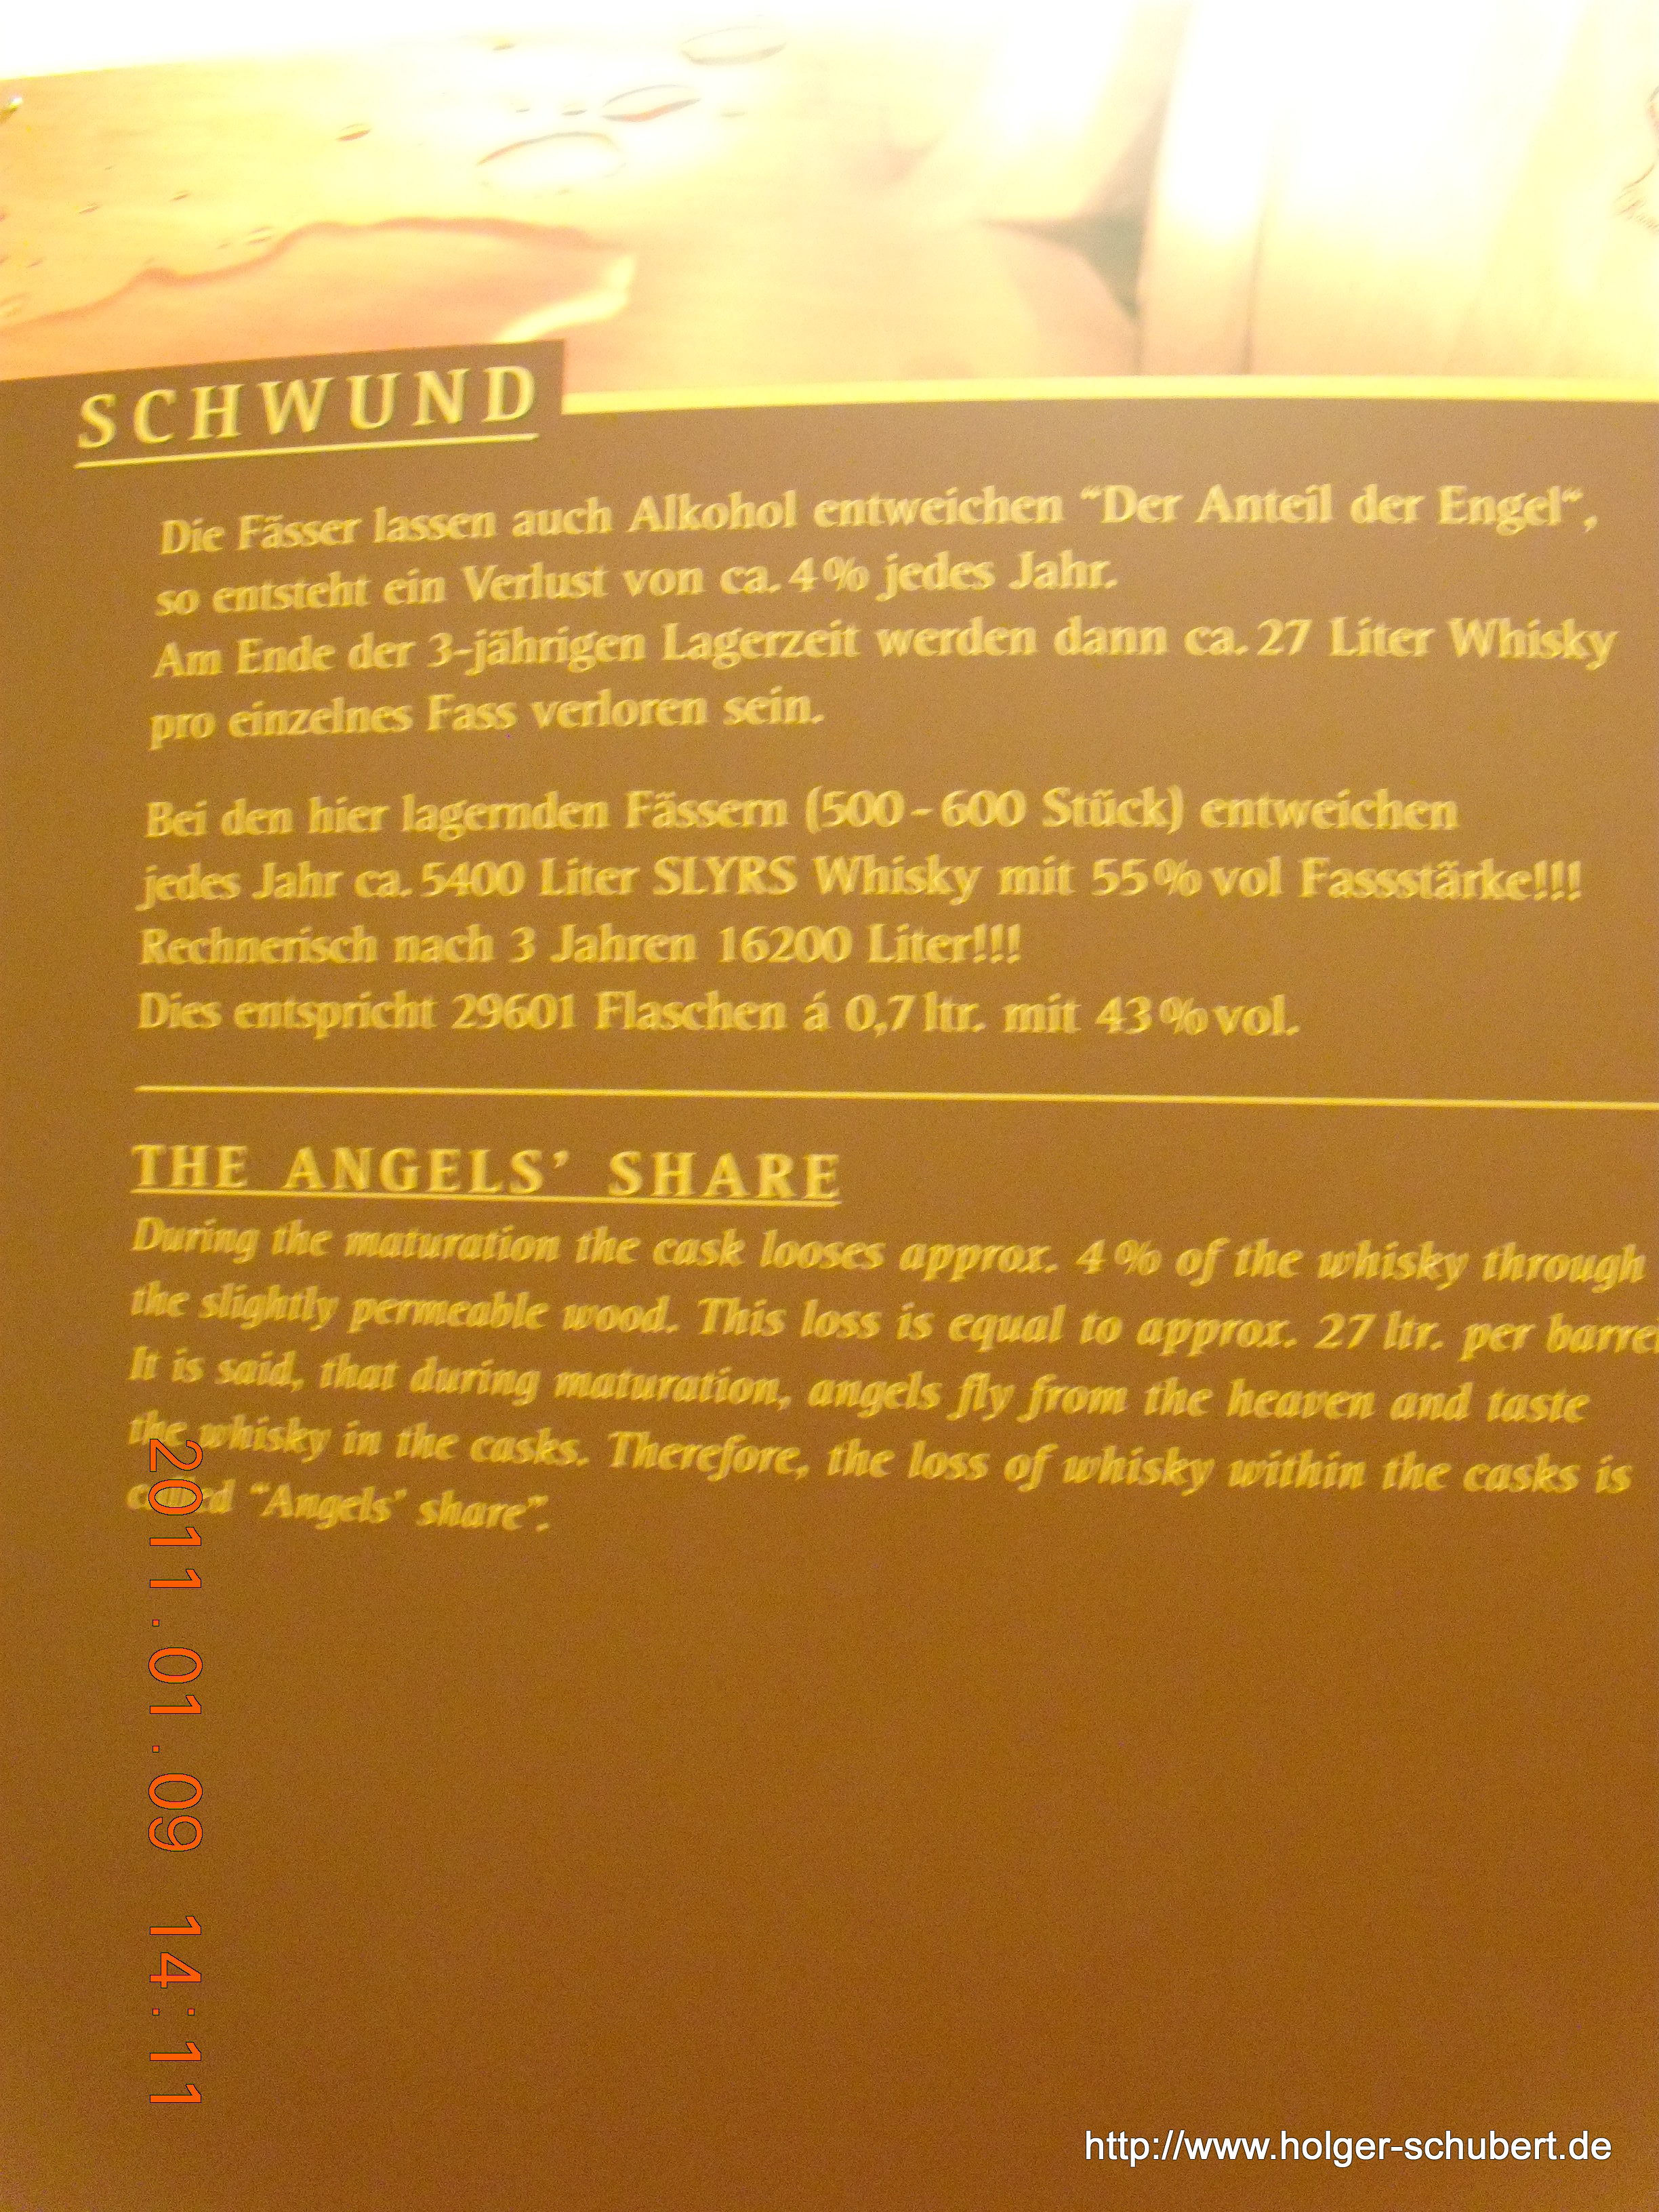 SCHWUND
Die Fässer lassen auch Alkohol entweichen “Der Anteil der Engel“,
so entsteht ein Verlust von ca. 4 % jedes Jahr.
Am Ende der 3-jährigen Lagerzeit werden dann ca. 27 Liter Whisky
pro einzelnes Fass verloren sein.
Bei den hier lagernden Fässern (500 - 600 Stück) entweichen
jedes Jahr ca. 5400 Liter SLYRS Whisky mit 55 % vol Fassstärke!!!
Rechnerisch nach 3 Jahren 16200 Liter!!!
Dies entspricht 29601 Flaschen á 0,7 ltr. mit 43 % vol.
THE ANGELS’ SHARE
During the maturation the cask looses approx. 4 % of the whisky through
the slightly permeable wood. This loss is equal to approx. 27 ltr. per barrel
It is said, that during maturation, angels fly from the heaven and taste
the whisky in the casks. Therefore, the loss of whisky within the casks is
called “Angels’ share”.
2011.01.09 14:11
http://www.holger-schubert.de